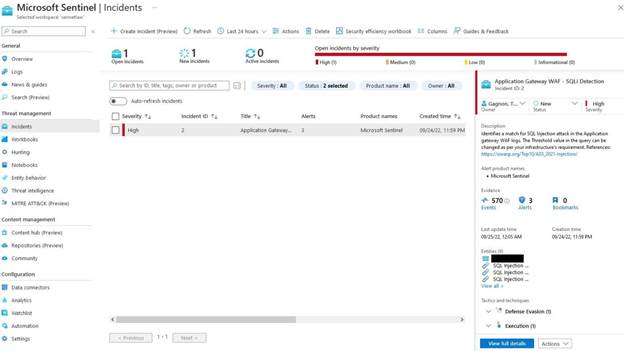 Microsoft Sentinel | Incidents ...
Selected workspace: 'sentinellaw'
Search
General
Overview
Logs
News & guides
Search (Preview)
Threat management
Incidents
Workbooks
Hunting
Notebooks
Entity behavior
Threat intelligence
MITRE ATT&CK (Preview)
Content management
Content hub (Preview)
Repositories (Preview)
Community
Configuration
Data connectors
Analytics
Watchlist
Automation
Settings
+ Create incident (Preview) Refresh Last 24 hours Actions Delete Security efficiency workbook Columns Guides & Feedback
1
Open incidents
1
New incidents
0
Active incidents
Open incidents by severity
High (1) Medium (0) Low (0) Informational (0)
Search by ID, title, tags, owner or product
Severity : All
Status : 2 selected
Product name : All
Owner : All
Auto-refresh incidents
Severity ↑↓ Incident ID ↑↓ Title ↑↓ Alerts Product names Created time ↑↓
High 2 Application Gateway... 3 Microsoft Sentinel 09/24/22, 11:59 PM
< Previous 1 - 1 Next >
Application Gateway WAF - SQLi Detection
Incident ID: 2
Gagnon, T...
Owner
New
Status
High
Severity
Description
Identifies a match for SQL Injection attack in the Application
gateway WAF logs. The Threshold value in the query can be
changed as per your infrastructure's requirement. References:
https://owasp.org/Top10/A03_2021-Injection/
Alert product names
• Microsoft Sentinel
Evidence
570
Events
3
Alerts
0
Bookmarks
Last update time
09/25/22, 12:05 AM
Creation time
09/24/22, 11:59 PM
SQL Injection ...
SQL Injection ...
SQL Injection ...
View all >
Tactics and techniques
Defense Evasion (1)
Execution (1)
View full details
Actions